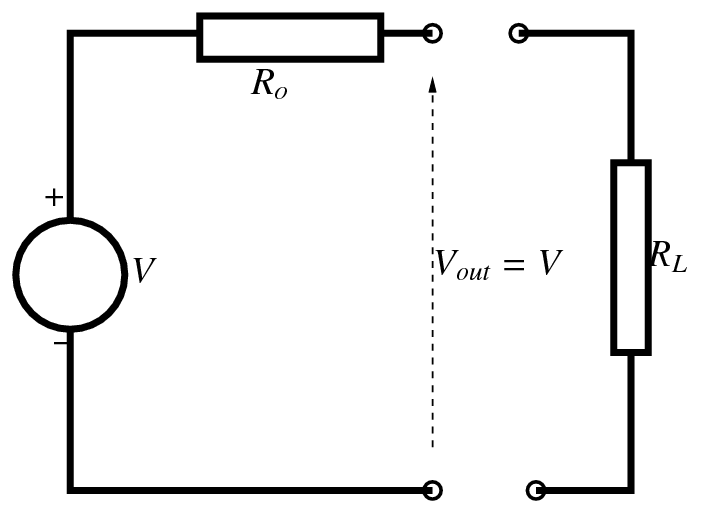 Ro
+
V
Vout = V
RL
−